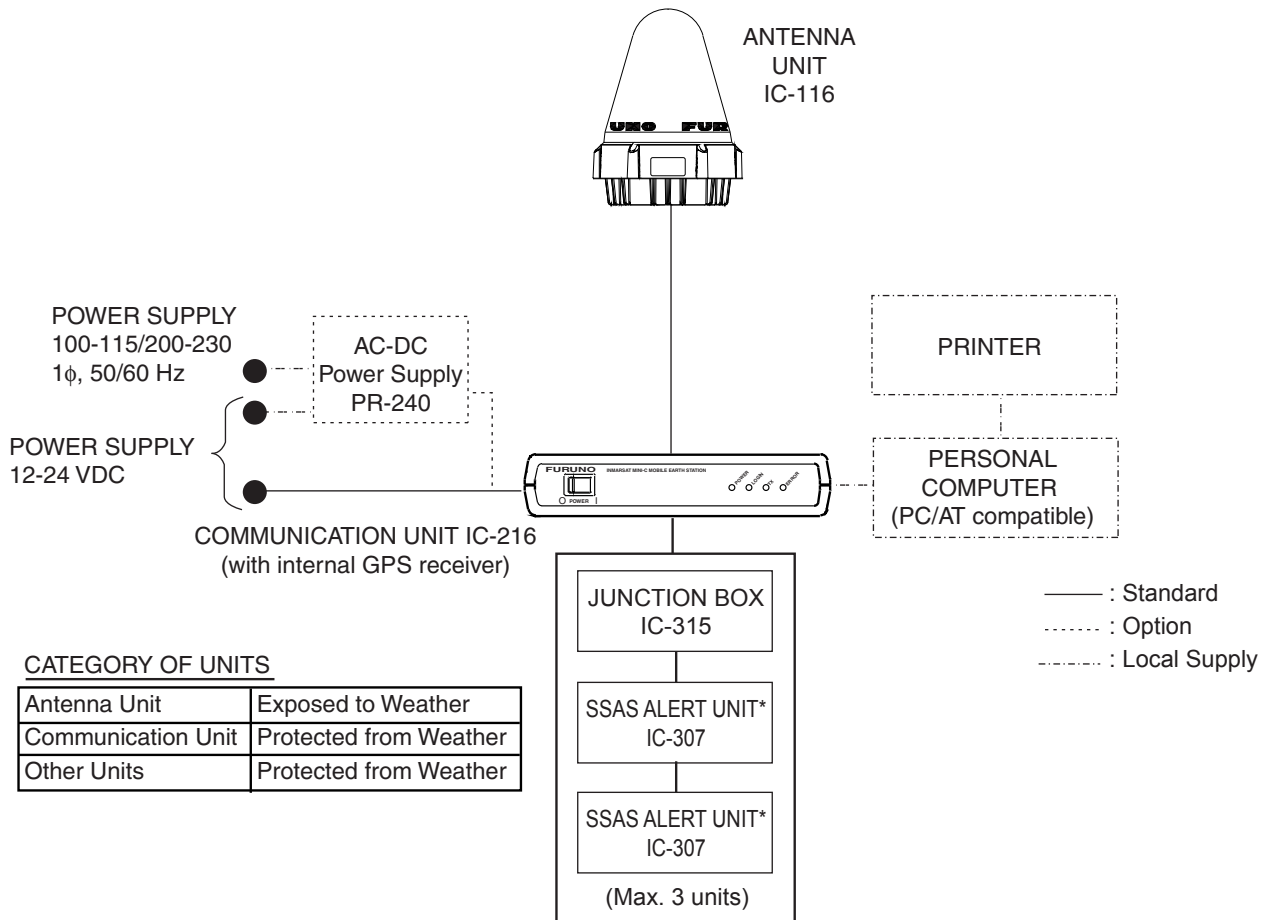 ANTENNA
UNIT
IC-116
UNO FUR
POWER SUPPLY
100-115/200-230
1ϕ, 50/60 Hz
AC-DC
Power Supply
PR-240
POWER SUPPLY
12-24 VDC
PRINTER
PERSONAL
COMPUTER
(PC/AT compatible)
FURUNO INMARSAT MINI-C MOBILE EARTH STATION
POWER LOGIN TX ERROR
O POWER I
COMMUNICATION UNIT IC-216
(with internal GPS receiver)
JUNCTION BOX
IC-315
SSAS ALERT UNIT*
IC-307
SSAS ALERT UNIT*
IC-307
(Max. 3 units)
: Standard
: Option
: Local Supply
CATEGORY OF UNITS
Antenna Unit Exposed to Weather
Communication Unit Protected from Weather
Other Units Protected from Weather